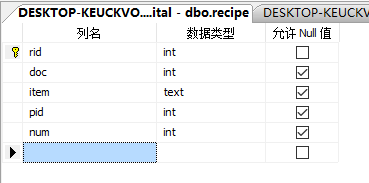 DESKTOP-KEUCKVO....ital - dbo.recipe
DESKTOP-KEUCKVO
列名 数据类型 允许 Null 值
rid int
doc int
item text
pid int
num int